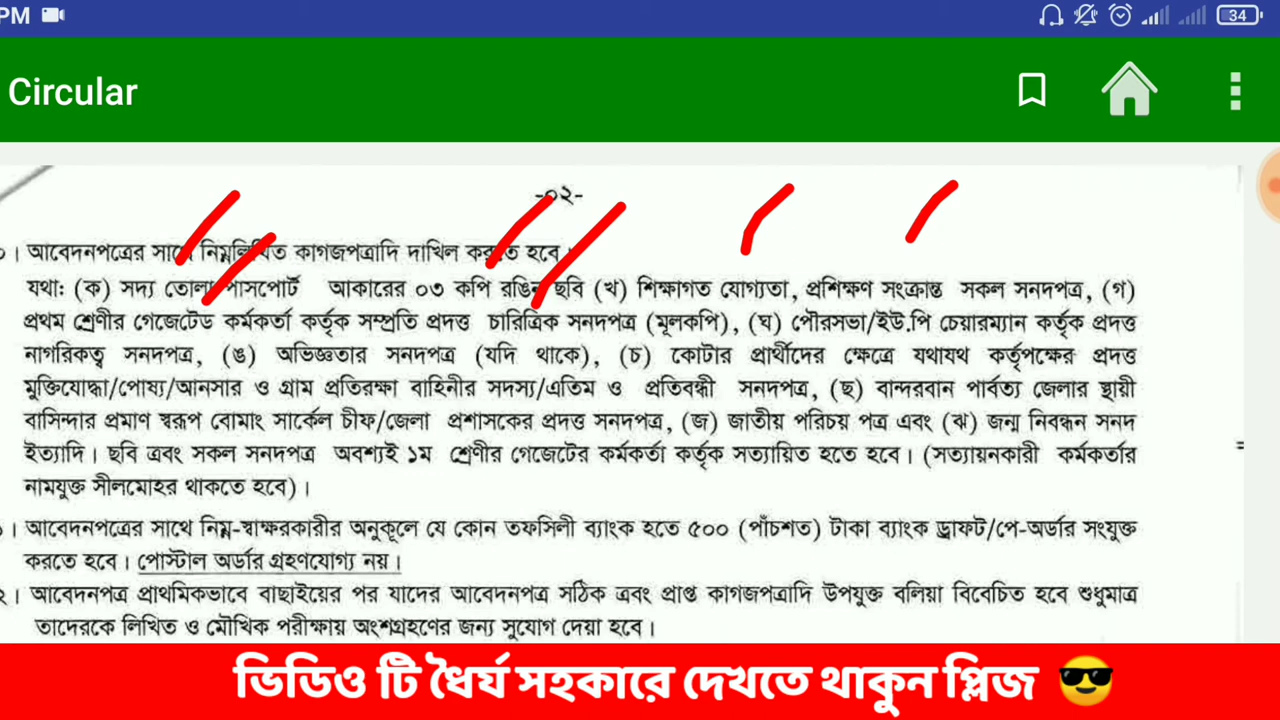 PM 34
Circular
-০২-
০। আবেদনপত্রের সাথে নিম্নলিখিত কাগজপত্রাদি দাখিল করতে হবে।
যথা: (ক) সদ্য তোলা পাসপোর্ট আকারের ০৩ কপি রঙিন ছবি (খ) শিক্ষাগত যোগ্যতা, প্রশিক্ষণ সংক্রান্ত সকল সনদপত্র, (গ)
প্রথম শ্রেণীর গেজেটেড কর্মকর্তা কর্তৃক সম্প্রতি প্রদত্ত চারিত্রিক সনদপত্র (মূলকপি), (ঘ) পৌরসভা/ইউ.পি চেয়ারম্যান কর্তৃক প্রদত্ত
নাগরিকত্ব সনদপত্র, (ঙ) অভিজ্ঞতার সনদপত্র (যদি থাকে), (চ) কোটার প্রার্থীদের ক্ষেত্রে যথাযথ কর্তৃপক্ষের প্রদত্ত
মুক্তিযোদ্ধা/পোষ্য/আনসার ও গ্রাম প্রতিরক্ষা বাহিনীর সদস্য/এতিম ও প্রতিবন্ধী সনদপত্র, (ছ) বান্দরবান পার্বত্য জেলার স্থায়ী
বাসিন্দার প্রমাণ স্বরূপ বোমাং সার্কেল চীফ/জেলা প্রশাসকের প্রদত্ত সনদপত্র, (জ) জাতীয় পরিচয় পত্র এবং (ঝ) জন্ম নিবন্ধন সনদ
ইত্যাদি। ছবি ত্রবং সকল সনদপত্র অবশ্যই ১ম শ্রেণীর গেজেটের কর্মকর্তা কর্তৃক সত্যায়িত হতে হবে। (সত্যায়নকারী কর্মকর্তার
নামযুক্ত সীলমোহর থাকতে হবে)।
১। আবেদনপত্রের সাথে নিম্ন-স্বাক্ষরকারীর অনুকূলে যে কোন তফসিলী ব্যাংক হতে ৫০০ (পাঁচশত) টাকা ব্যাংক ড্রাফট/পে-অর্ডার সংযুক্ত
করতে হবে। পোস্টাল অর্ডার গ্রহণযোগ্য নয়।
২। আবেদনপত্র প্রাথমিকভাবে বাছাইয়ের পর যাদের আবেদনপত্র সঠিক ত্রবং প্রাপ্ত কাগজপত্রাদি উপযুক্ত বলিয়া বিবেচিত হবে শুধুমাত্র
তাদেরকে লিখিত ও মৌখিক পরীক্ষায় অংশগ্রহণের জন্য সুযোগ দেয়া হবে।
ভিডিও টি ধৈর্য সহকারে দেখতে থাকুন প্লিজ 😎